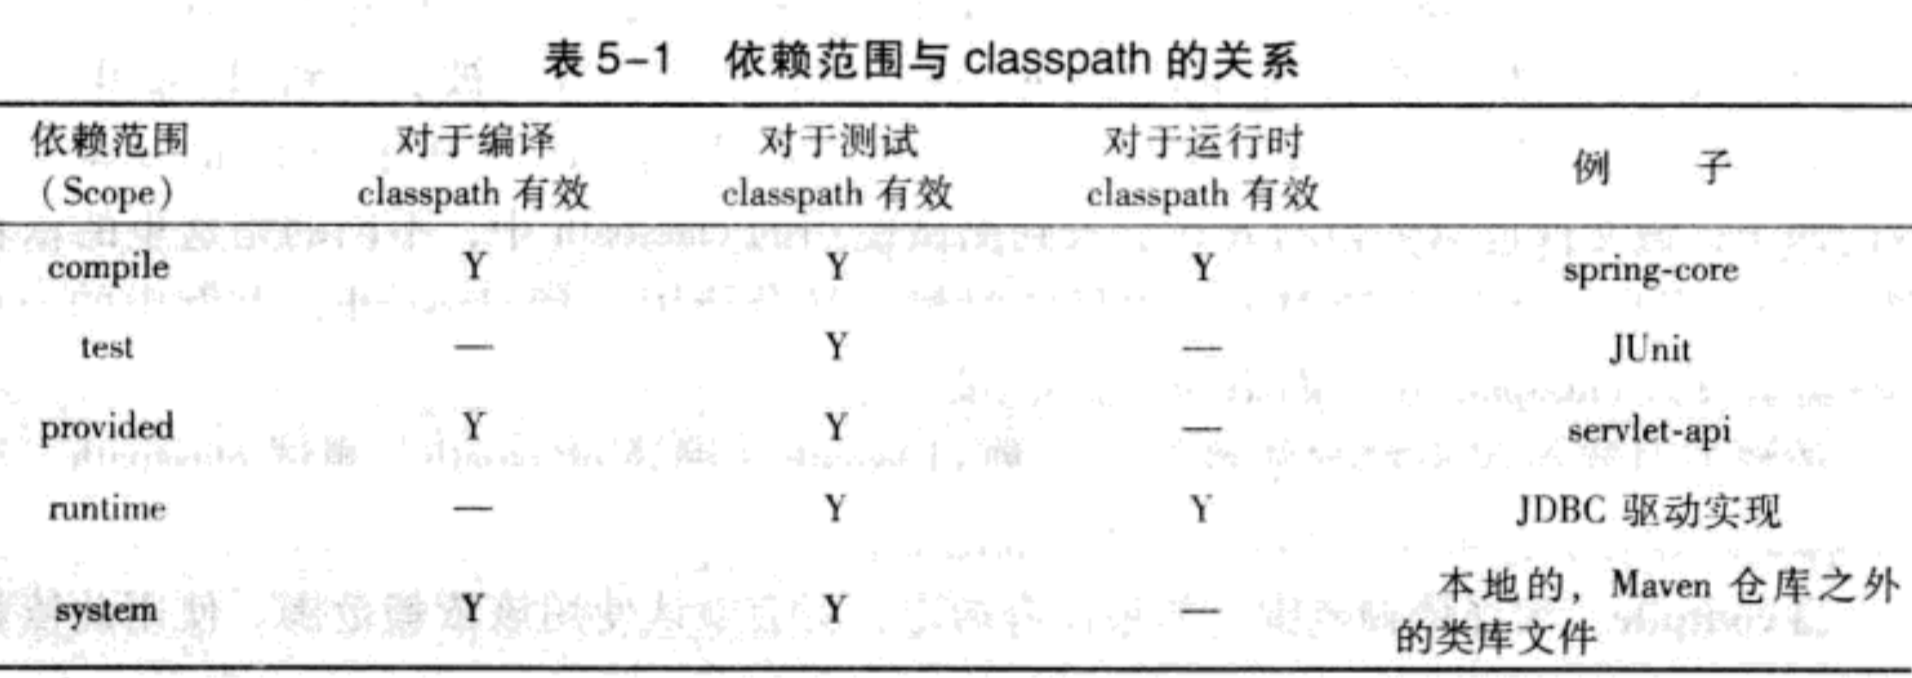 表 5-1 依赖范围与 classpath 的关系
依赖范围 对于编译 对于测试 对于运行时 例 子
(Scope) classpath 有效 classpath 有效 classpath 有效
compile Y Y Y spring-core
test — Y — JUnit
provided Y Y — servlet-api
runtime — Y Y JDBC 驱动实现
system Y Y — 本地的，Maven 仓库之外
的类库文件